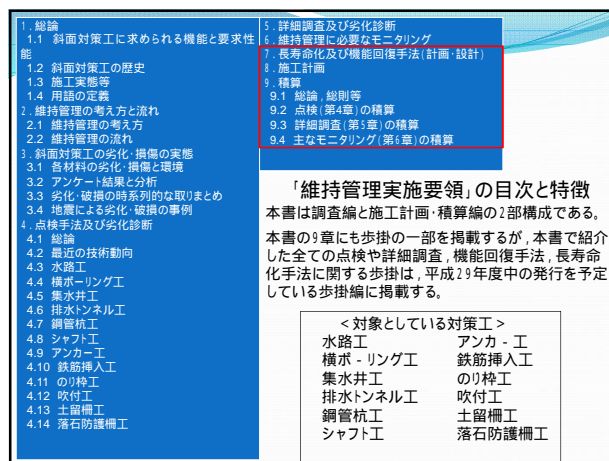 1．総論
1.1 斜面対策工に求められる機能と要求性
能
1.2 斜面対策工の歴史
1.3 施工実態等
1.4 用語の定義
2．維持管理の考え方と流れ
2.1 維持管理の考え方
2.2 維持管理の流れ
3．斜面対策工の劣化・損傷の実態
3.1 各材料の劣化・損傷と環境
3.2 アンケート結果と分析
3.3 劣化・破損の時系列的な取りまとめ
3.4 地震による劣化・破損の事例
4．点検手法及び劣化診断
4.1 総論
4.2 最近の技術動向
4.3 水路工
4.4 横ボーリング工
4.5 集水井工
4.6 排水トンネル工
4.7 鋼管杭工
4.8 シャフト工
4.9 アンカー工
4.10 鉄筋挿入工
4.11 のり枠工
4.12 吹付工
4.13 土留柵工
4.14 落石防護柵工
5．詳細調査及び劣化診断
6．維持管理に必要なモニタリング
7．長寿命化及び機能回復手法(計画・設計)
8．施工計画
9．積算
9.1 総論，総則等
9.2 点検(第4章)の積算
9.3 詳細調査(第5章)の積算
9.4 主なモニタリング(第6章)の積算
「維持管理実施要領」の目次と特徴
本書は調査編と施工計画・積算編の2部構成である。
本書の9章にも歩掛の一部を掲載するが，本書で紹介
した全ての点検や詳細調査，機能回復手法，長寿命
化手法に関する歩掛は，平成29年度中の発行を予定
している歩掛編に掲載する。
＜対象としている対策工＞
水路工 アンカ‐工
横ボ‐リング工 鉄筋挿入工
集水井工 のり枠工
排水トンネル工 吹付工
鋼管杭工 土留柵工
シャフト工 落石防護柵工